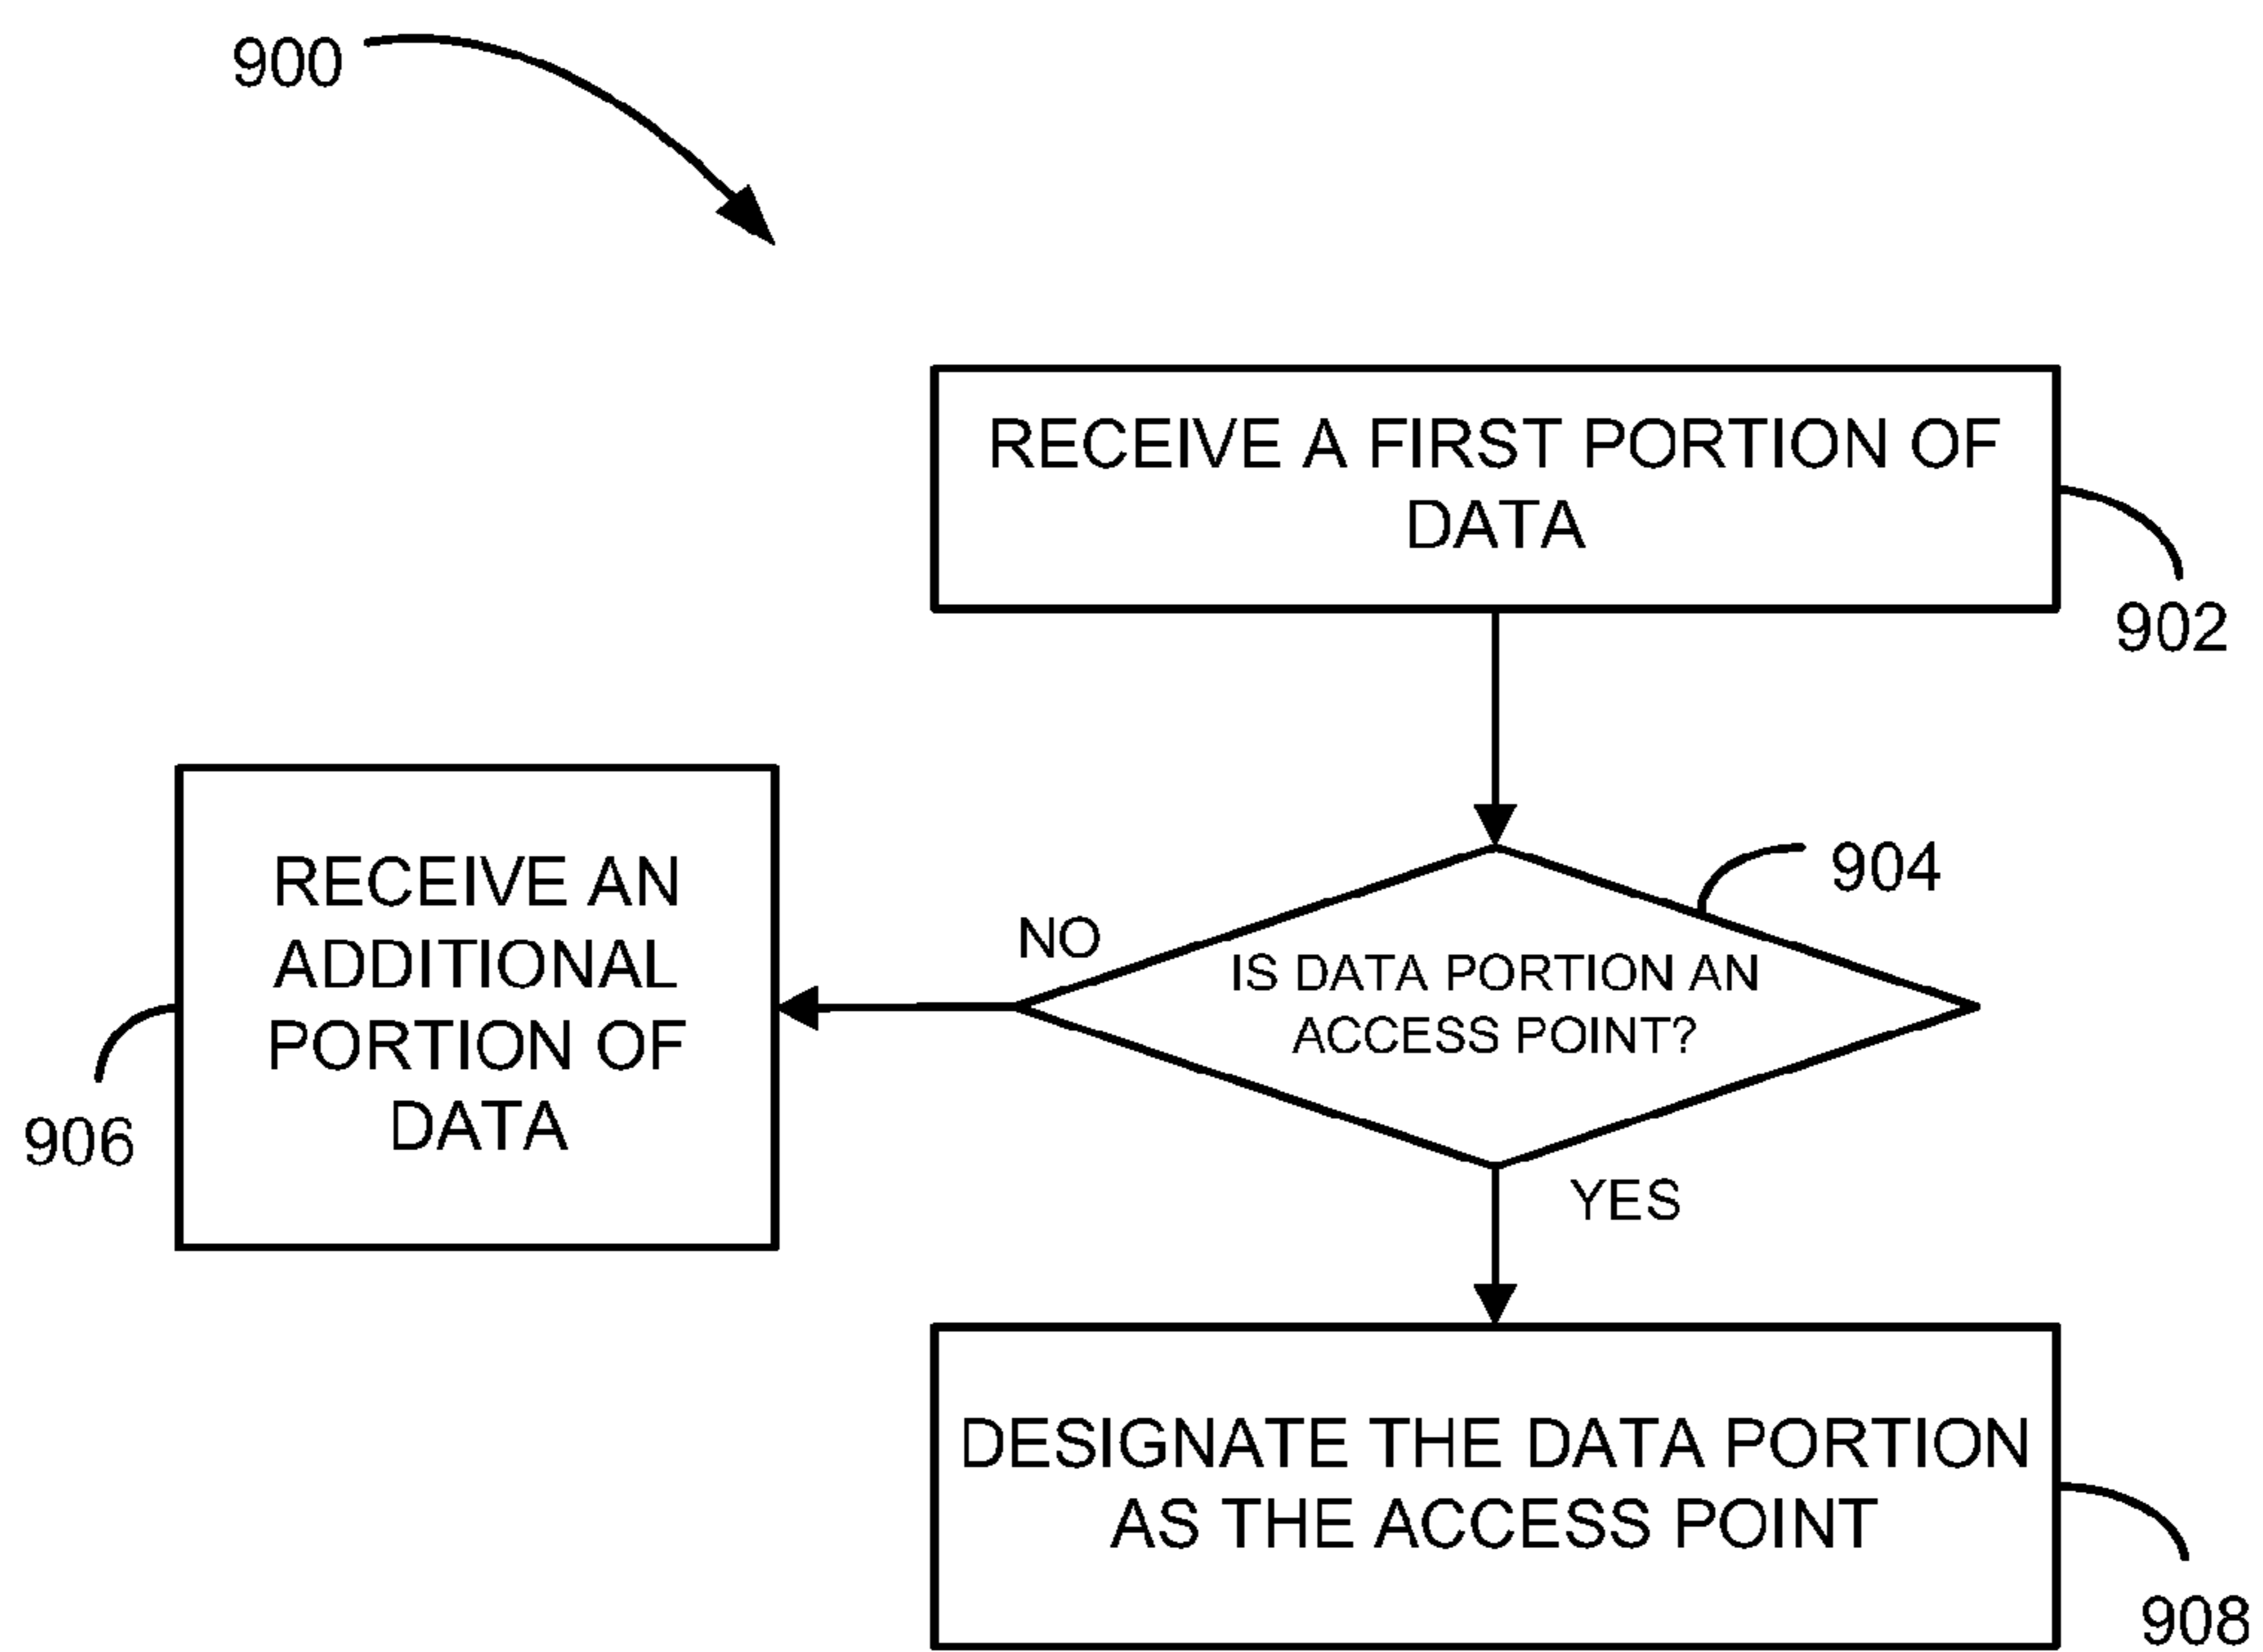 900
RECEIVE A FIRST PORTION OF
DATA
902
904
NO
IS DATA PORTION AN
ACCESS POINT?
RECEIVE AN
ADDITIONAL
PORTION OF
DATA
906
YES
DESIGNATE THE DATA PORTION
AS THE ACCESS POINT
908